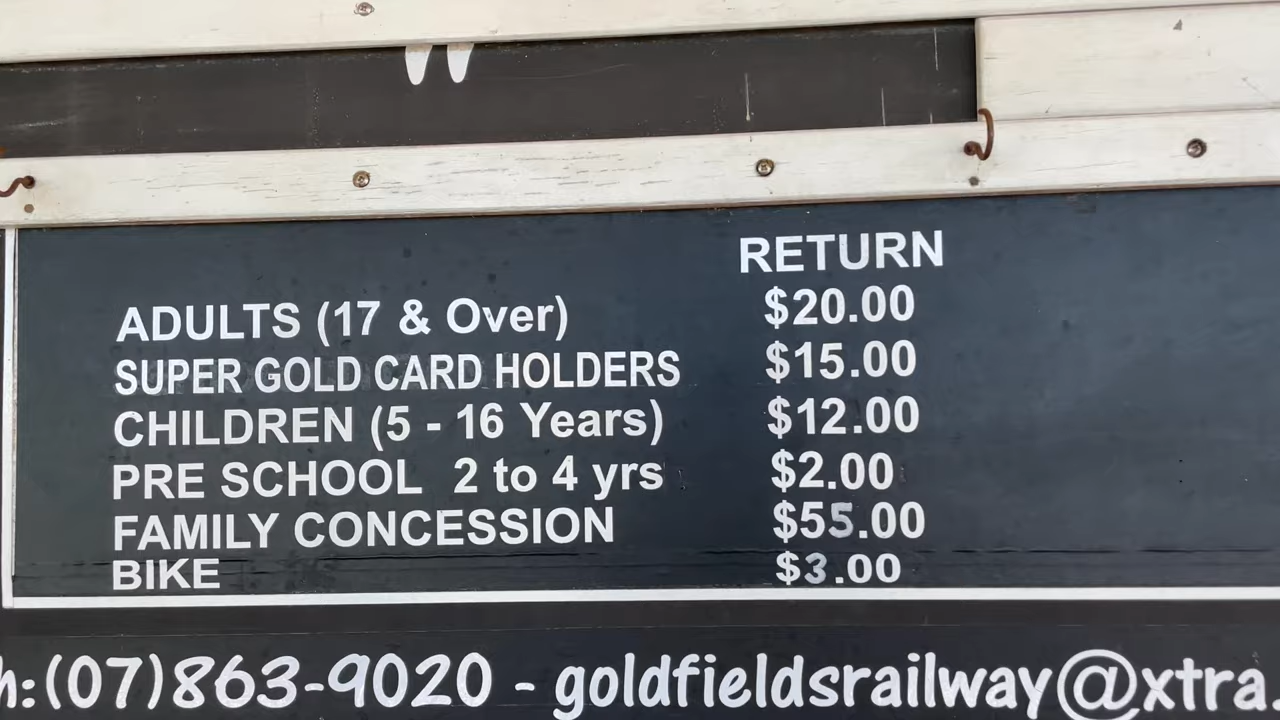 RETURN
ADULTS (17 & Over) $20.00
SUPER GOLD CARD HOLDERS $15.00
CHILDREN (5 - 16 Years) $12.00
PRE SCHOOL 2 to 4 yrs $2.00
FAMILY CONCESSION $55.00
BIKE $3.00
h:(07)863-9020 - goldfieldsrailway@xtra.